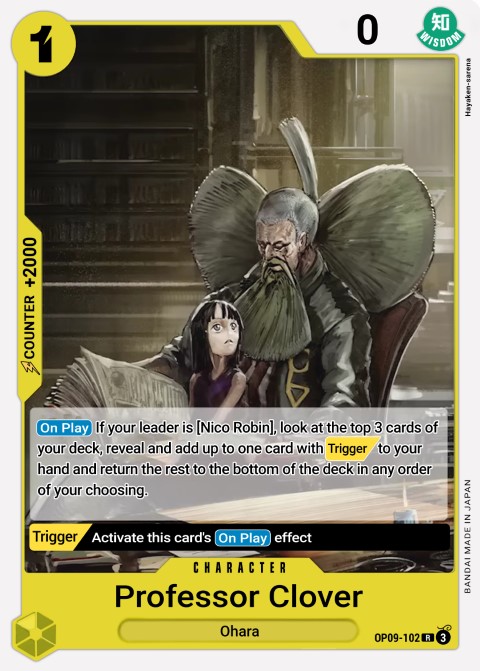 1
0
知
WISDOM
Hayaken-sarena
COUNTER +2000
On Play If your leader is [Nico Robin], look at the top 3 cards of
your deck, reveal and add up to one card with Trigger to your
hand and return the rest to the bottom of the deck in any order
of your choosing.
Trigger Activate this card's On Play effect
BANDAI MADE IN JAPAN
CHARACTER
Professor Clover
Ohara
OP09-102 R 3